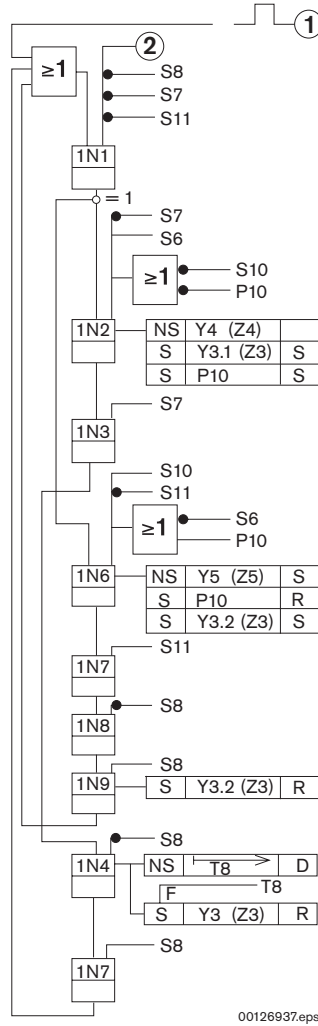 1
≥1
2
S8
S7
S11
1N1
= 1
S7
S6
≥1
S10
P10
1N2
NS Y4 (Z4)
S Y3.1 (Z3) S
S P10 S
S7
1N3
S10
S11
≥1
S6
P10
1N6
NS Y5 (Z5) S
S P10 R
S Y3.2 (Z3) S
S11
1N7
S8
1N8
S8
1N9
S Y3.2 (Z3) R
S8
1N4
NS T8 D
F T8
S Y3 (Z3) R
S8
1N7
00126937.eps